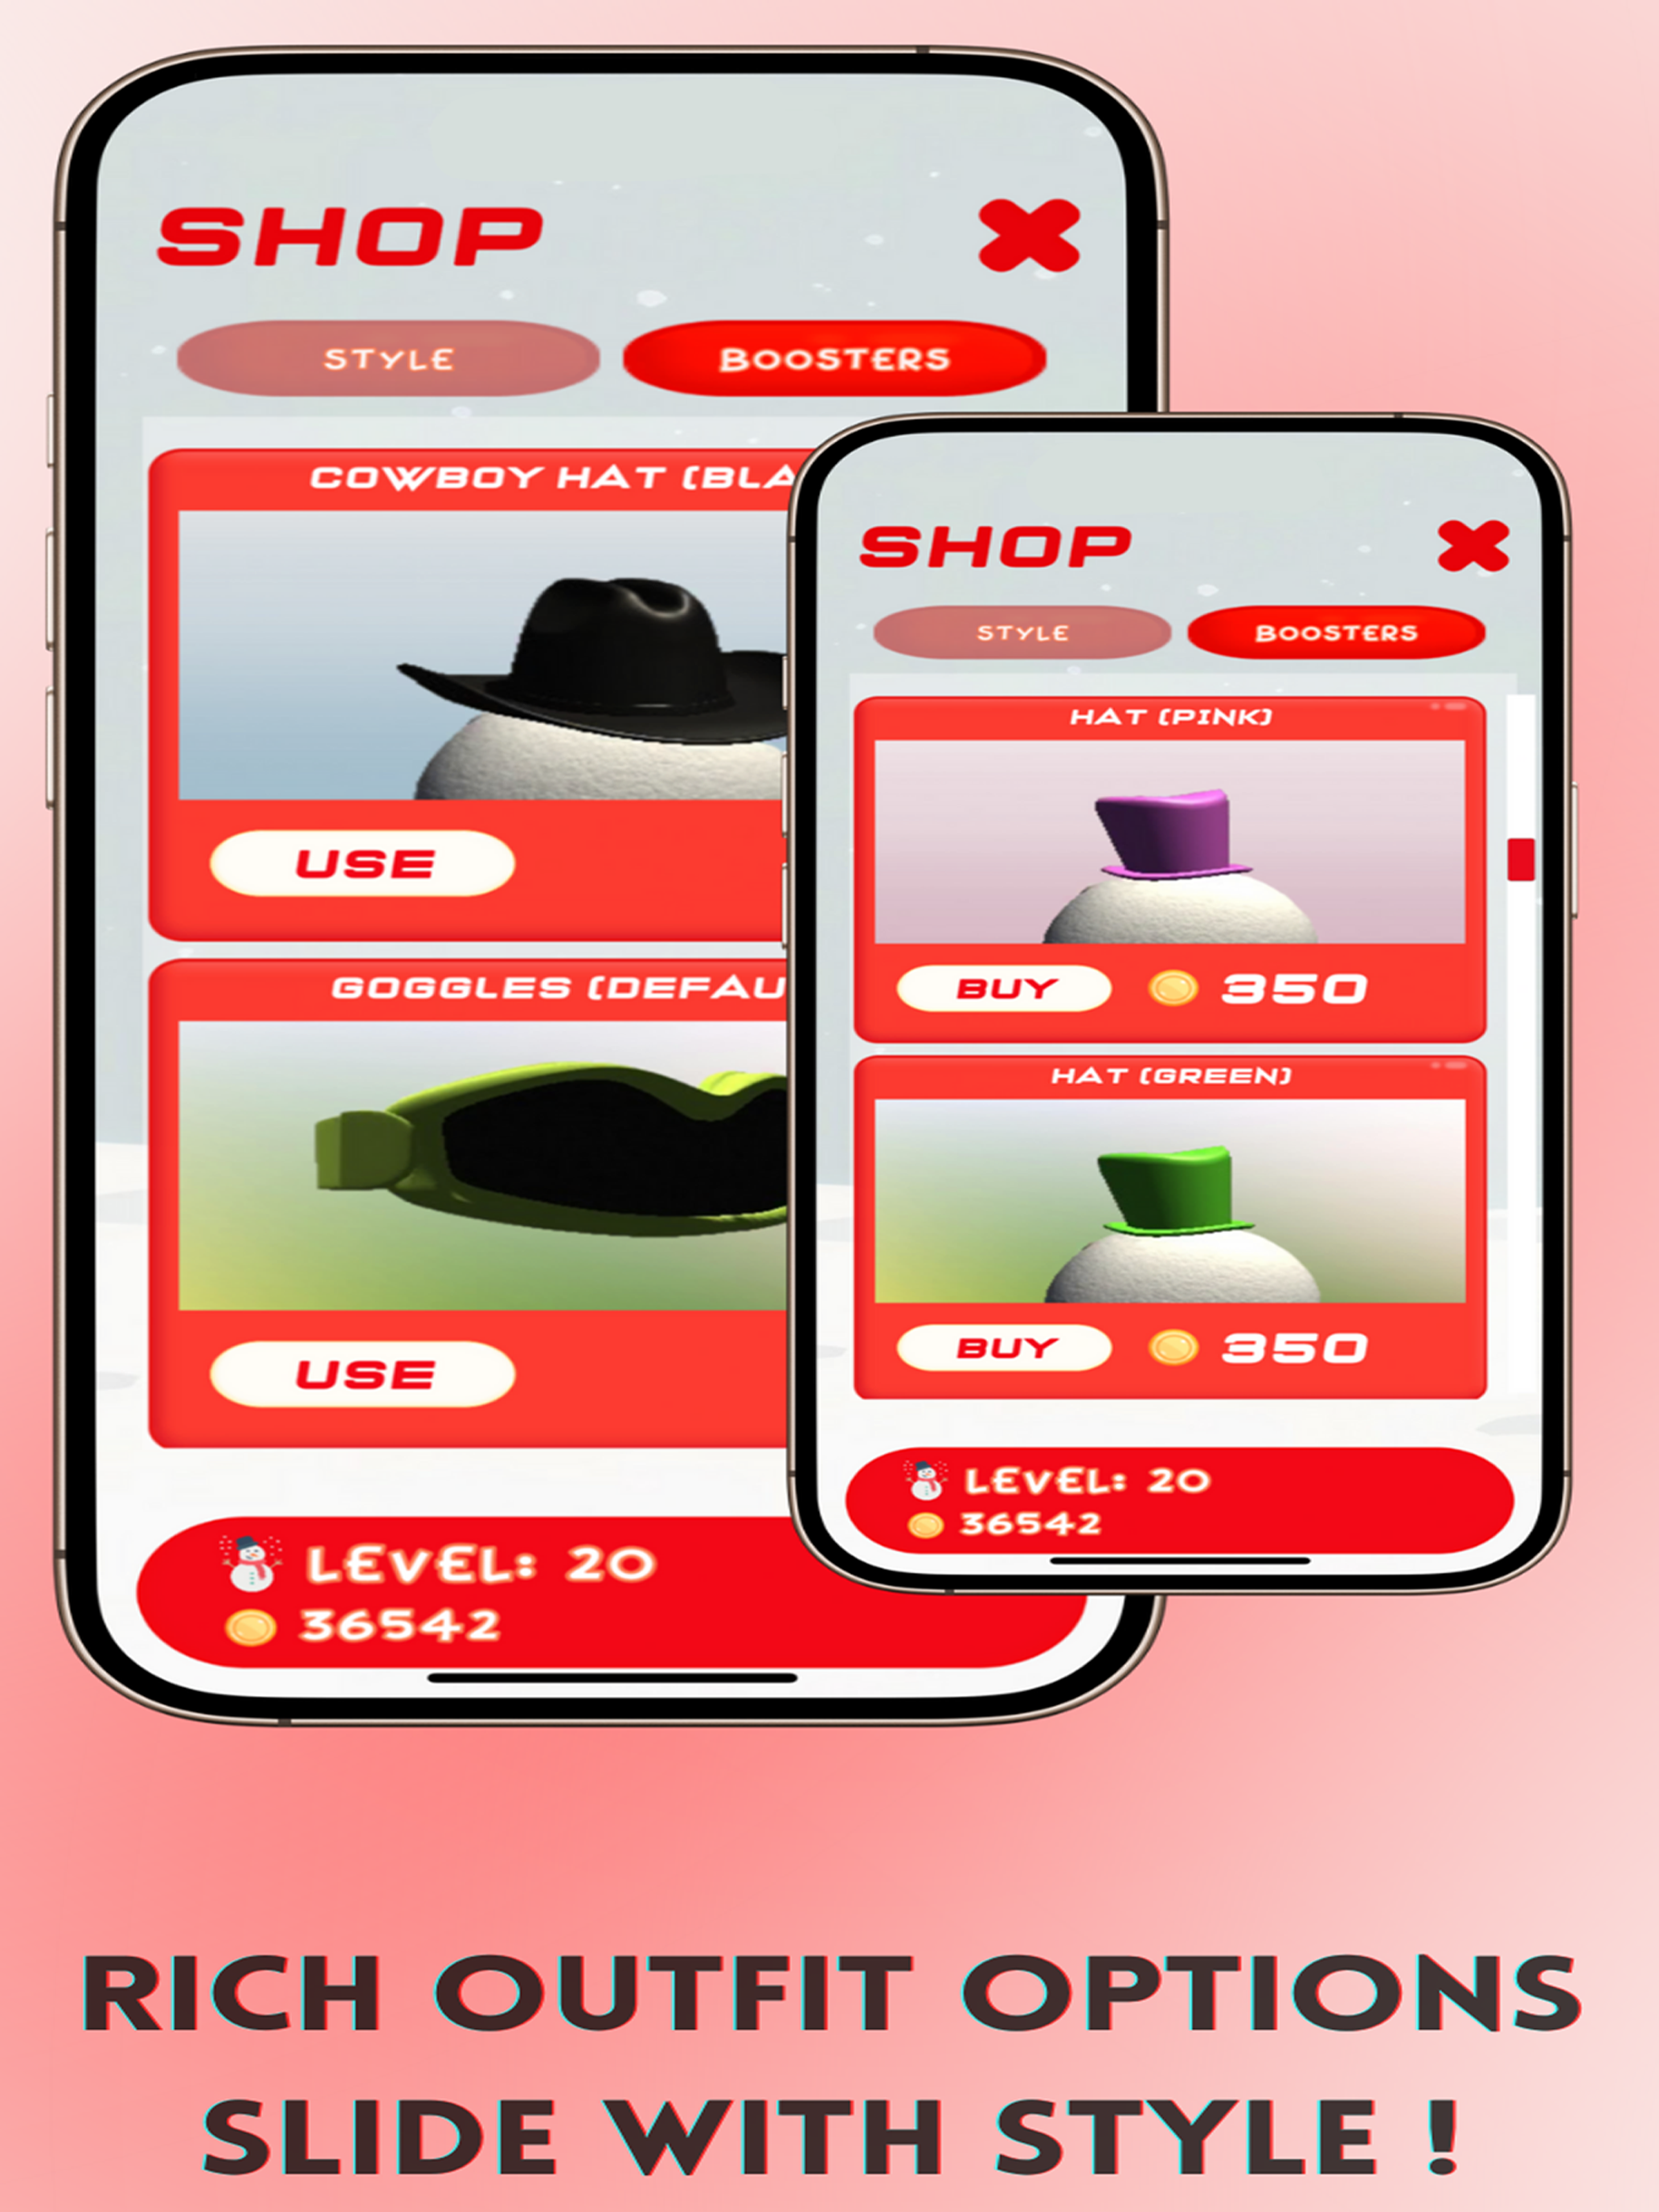 SHOP
STYLE BOOSTERS
COWBOY HAT (BLA
USE
GOGGLES (DEFAU
USE
LEVEL: 20
36542
SHOP
STYLE BOOSTERS
HAT (PINK)
BUY 350
HAT (GREEN)
BUY 350
LEVEL: 20
36542
RICH OUTFIT OPTIONS
SLIDE WITH STYLE !